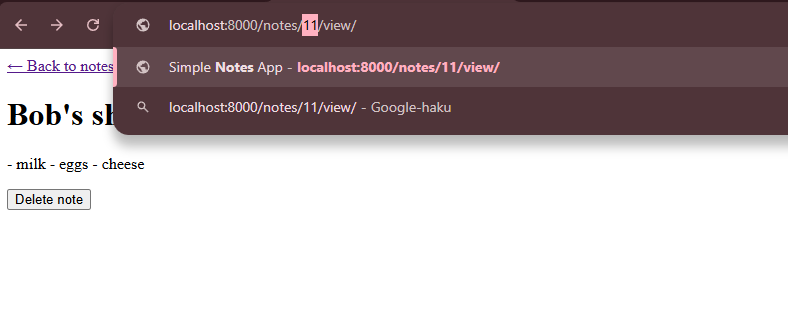 localhost:8000/notes/11/view/
Simple Notes App - localhost:8000/notes/11/view/
localhost:8000/notes/11/view/ - Google-haku
← Back to notes
Bob's
- milk - eggs - cheese
Delete note